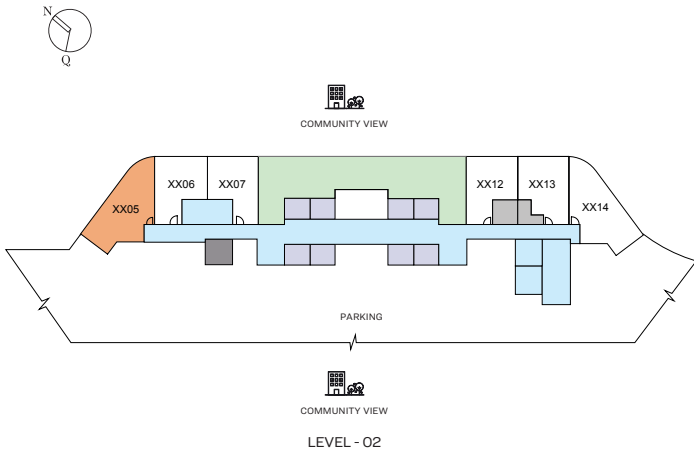 N
Q
COMMUNITY VIEW
XX05
XX06
XX07
XX12
XX13
XX14
PARKING
COMMUNITY VIEW
LEVEL - 02